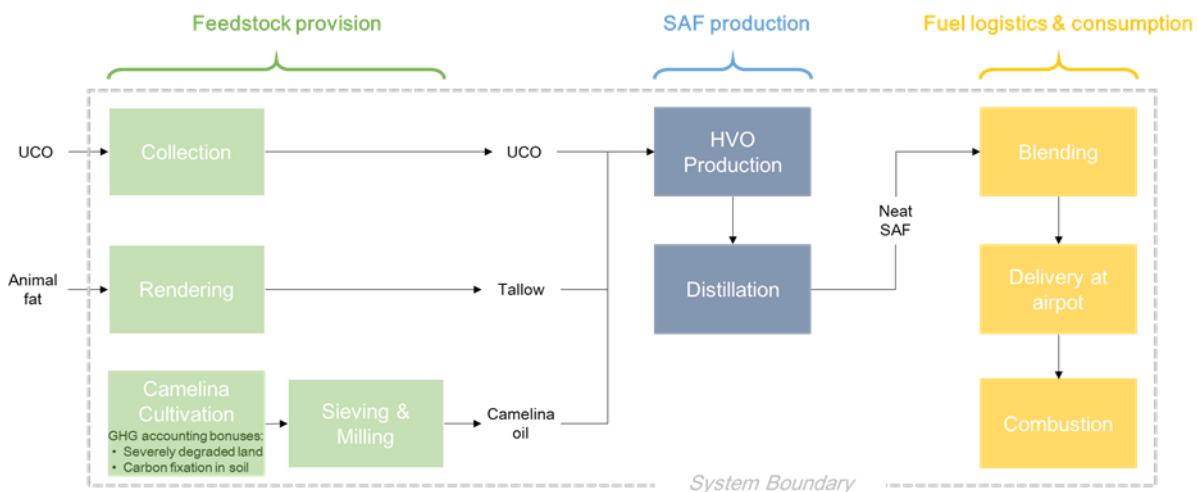 Feedstock provision
SAF production
Fuel logistics & consumption
UCO
Collection
UCO
HVO
Production
Blending
Neat
SAF
Animal
fat
Rendering
Tallow
Distillation
Delivery at
airpot
Camelina
Cultivation
GHG accounting bonuses:
• Severely degraded land
• Carbon fixation in soil
Sieving &
Milling
Camelina
oil
Combustion
System Boundary